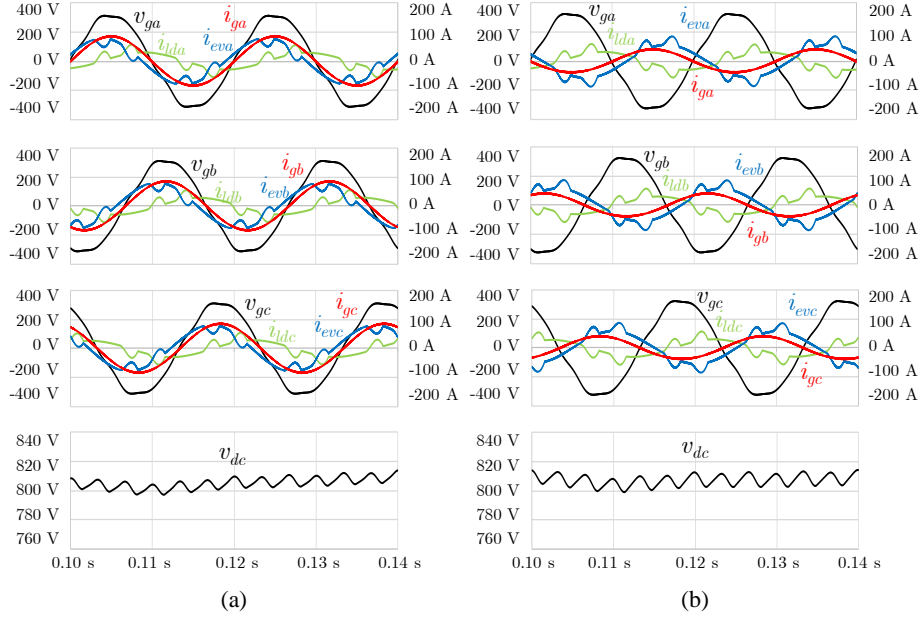 400 V 200 V 0 V -200 V -400 V
v_ga i_lda i_eva i_ga
200 A 100 A 0 A -100 A -200 A
400 V 200 V 0 V -200 V -400 V
v_ga i_lda i_eva i_ga
200 A 100 A 0 A -100 A -200 A
400 V 200 0 V -200 V -400 V
v_gb i_ldb i_evb i_gb
200 A 100 A 0 A -100 A -200 A
400 V 200 0 V -200 V -400 V
v_gb i_ldb i_evb i_gb
200 A 100 A 0 A -100 A -200 A
400 V 200 V 0 V -200 V -400 V
v_gc i_ldc i_evc i_gc
200 A 100 A 0 A -100 A -200 A
400 V 200 V 0 V -200 V -400 V
v_gc i_ldc i_evc i_gc
200 A 100 A 0 A -100 A -200 A
840 V 820 V 800 V 780 V 760 V
v_dc
840 V 820 V 800 V 780 V 760 V
v_dc
0.10 s 0.11 s 0.12 s 0.13 s 0.14 s
0.10 s 0.11 s 0.12 s 0.13 s 0.14 s
(a)
(b)